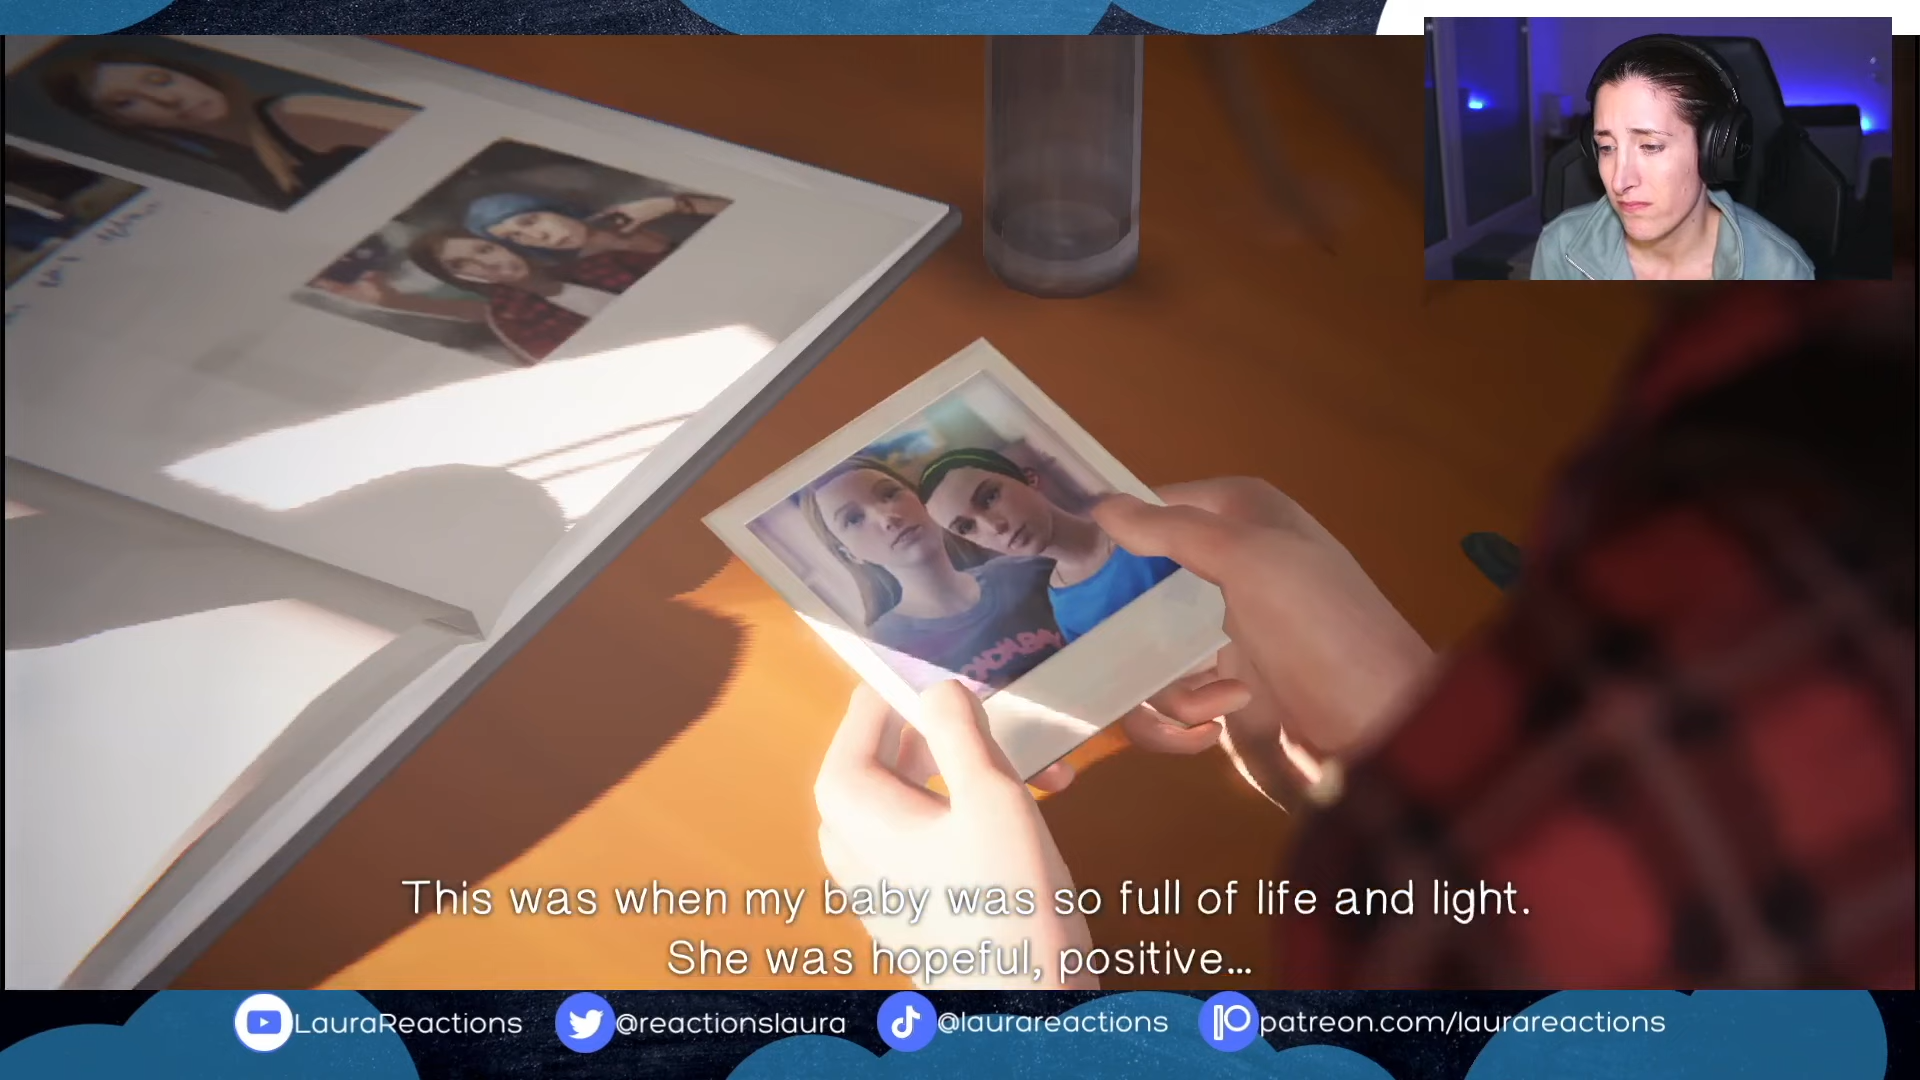 This was when my baby was so full of life and light.
She was hopeful, positive...
LauraReactions @reactionslaura @laurareactions patreon.com/laurareactions